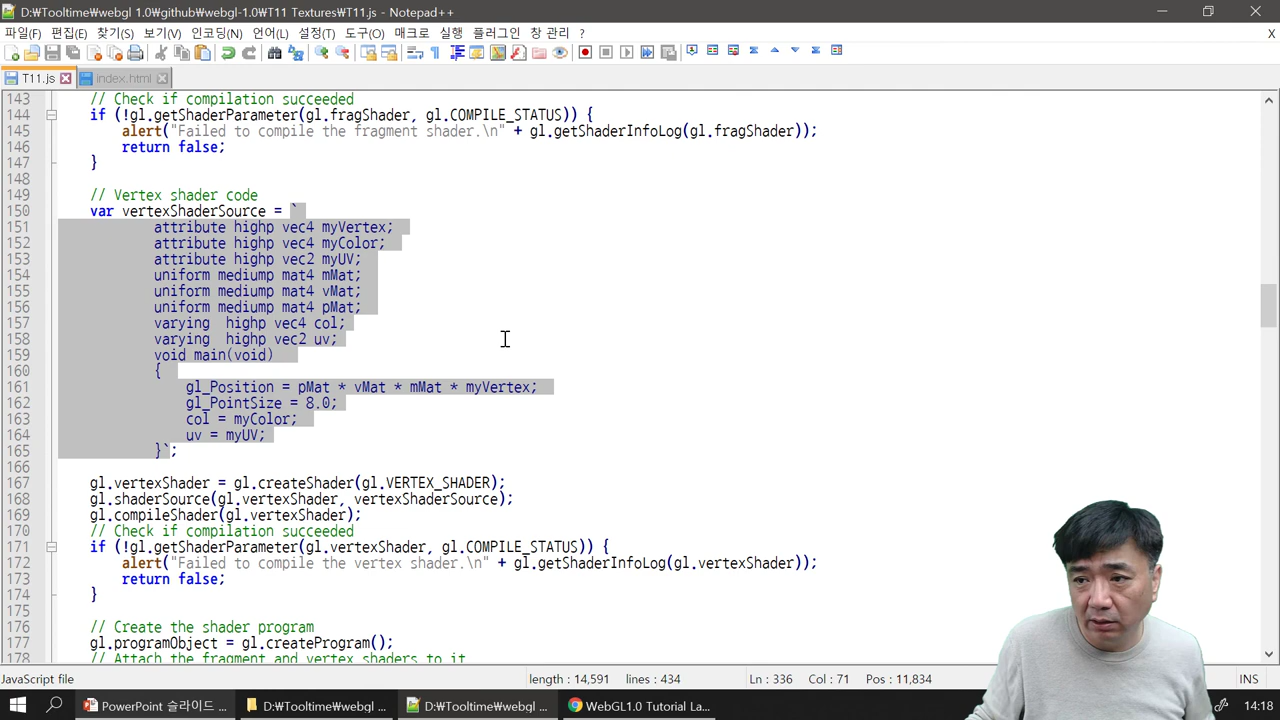 D:₩Tooltime₩webgl 1.0₩github₩webgl-1.0₩T11 Textures₩T11.js - Notepad++
파일(F) 편집(E) 찾기(S) 보기(V) 인코딩(N) 언어(L) 설정(T) 도구(O) 매크로 실행 플러그인 창 관리 ? X
T11.js index.html
143 // Check if compilation succeeded
144 if (!gl.getShaderParameter(gl.fragShader, gl.COMPILE_STATUS)) {
145 alert("Failed to compile the fragment shader.\n" + gl.getShaderInfoLog(gl.fragShader));
146 return false;
147 }
148
149 // Vertex shader code
150 var vertexShaderSource = `
151 attribute highp vec4 myVertex;
152 attribute highp vec4 myColor;
153 attribute highp vec2 myUV;
154 uniform mediump mat4 mMat;
155 uniform mediump mat4 vMat;
156 uniform mediump mat4 pMat;
157 varying  highp vec4 col;
158 varying  highp vec2 uv;
159 void main(void)
160 {
161 gl_Position = pMat * vMat * mMat * myVertex;
162 gl_PointSize = 8.0;
163 col = myColor;
164 uv = myUV;
165 }`;
166
167 gl.vertexShader = gl.createShader(gl.VERTEX_SHADER);
168 gl.shaderSource(gl.vertexShader, vertexShaderSource);
169 gl.compileShader(gl.vertexShader);
170 // Check if compilation succeeded
171 if (!gl.getShaderParameter(gl.vertexShader, gl.COMPILE_STATUS)) {
172 alert("Failed to compile the vertex shader.\n" + gl.getShaderInfoLog(gl.vertexShader));
173 return false;
174 }
175
176 // Create the shader program
177 gl.programObject = gl.createProgram();
178 // Attach the fragment and vertex shaders to it
JavaScript file length : 14,591 lines : 434 Ln : 336 Col : 71 Pos : 11,834 INS
PowerPoint 슬라이드 ... D:₩Tooltime₩webgl ... D:₩Tooltime₩webgl ... WebGL1.0 Tutorial La... 14:18